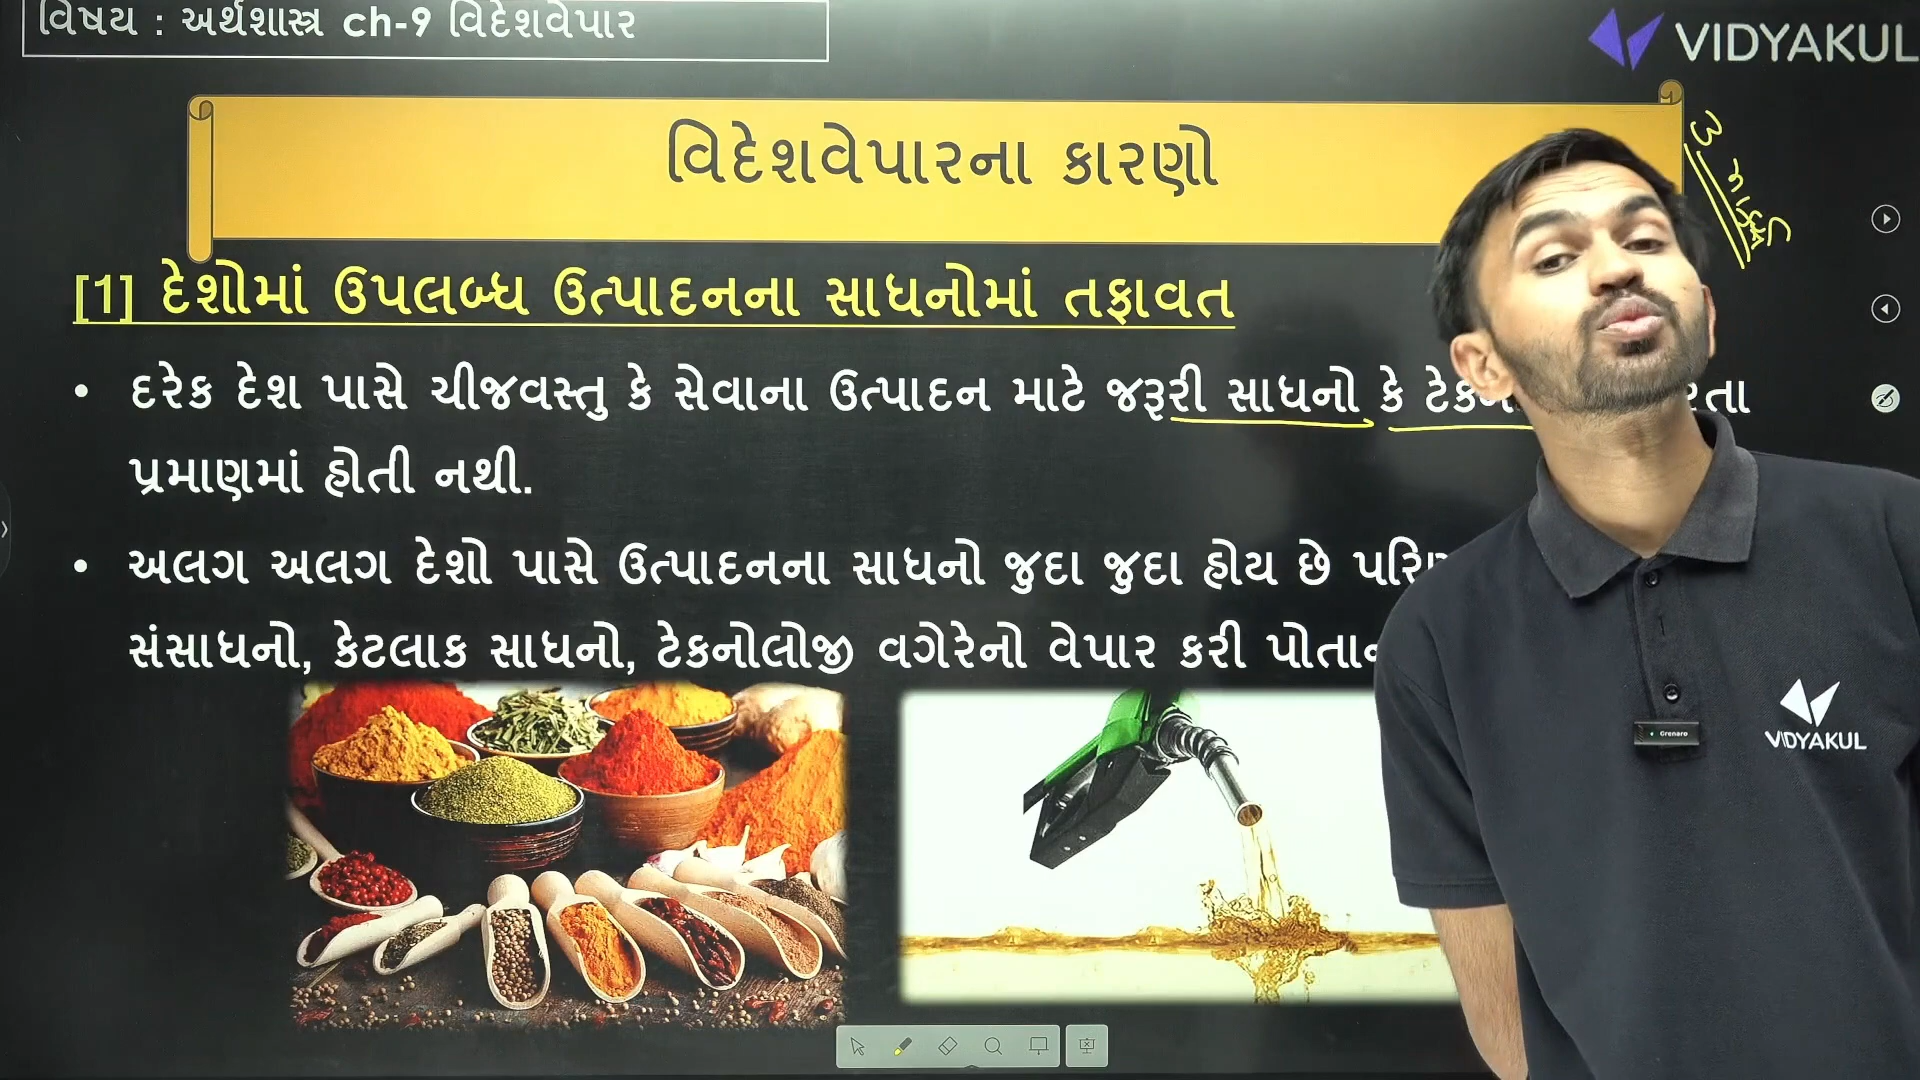 વિષય : અર્થશાસ્ત્ર ch-9 વિદેશવેપાર
VIDYAKUL
વિદેશવેપારના કારણો
[1] દેશોમાં ઉપલબ્ધ ઉત્પાદનના સાધનોમાં તફાવત
• દરેક દેશ પાસે ચીજવસ્તુ કે સેવાના ઉત્પાદન માટે જરૂરી સાધનો કે
પ્રમાણમાં હોતી નથી.
• અલગ અલગ દેશો પાસે ઉત્પાદનના સાધનો જુદા જુદા હોય છે
સંસાધનો, કેટલાક સાધનો, ટેકનોલોજી વગેરેનો વેપાર કરી
VIDYAKUL
Grenaro